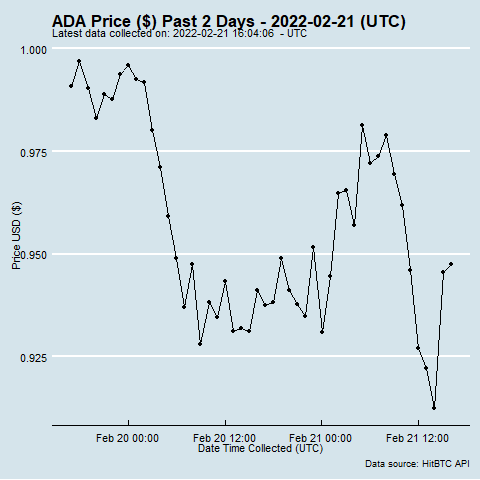 ADA Price ($) Past 2 Days - 2022-02-21 (UTC)
Latest data collected on: 2022-02-21 16:04:06 - UTC
1.000
0.975
0.950
0.925
Price USD ($)
Feb 20 00:00
Feb 20 12:00
Feb 21 00:00
Feb 21 12:00
Date Time Collected (UTC)
Data source: HitBTC API